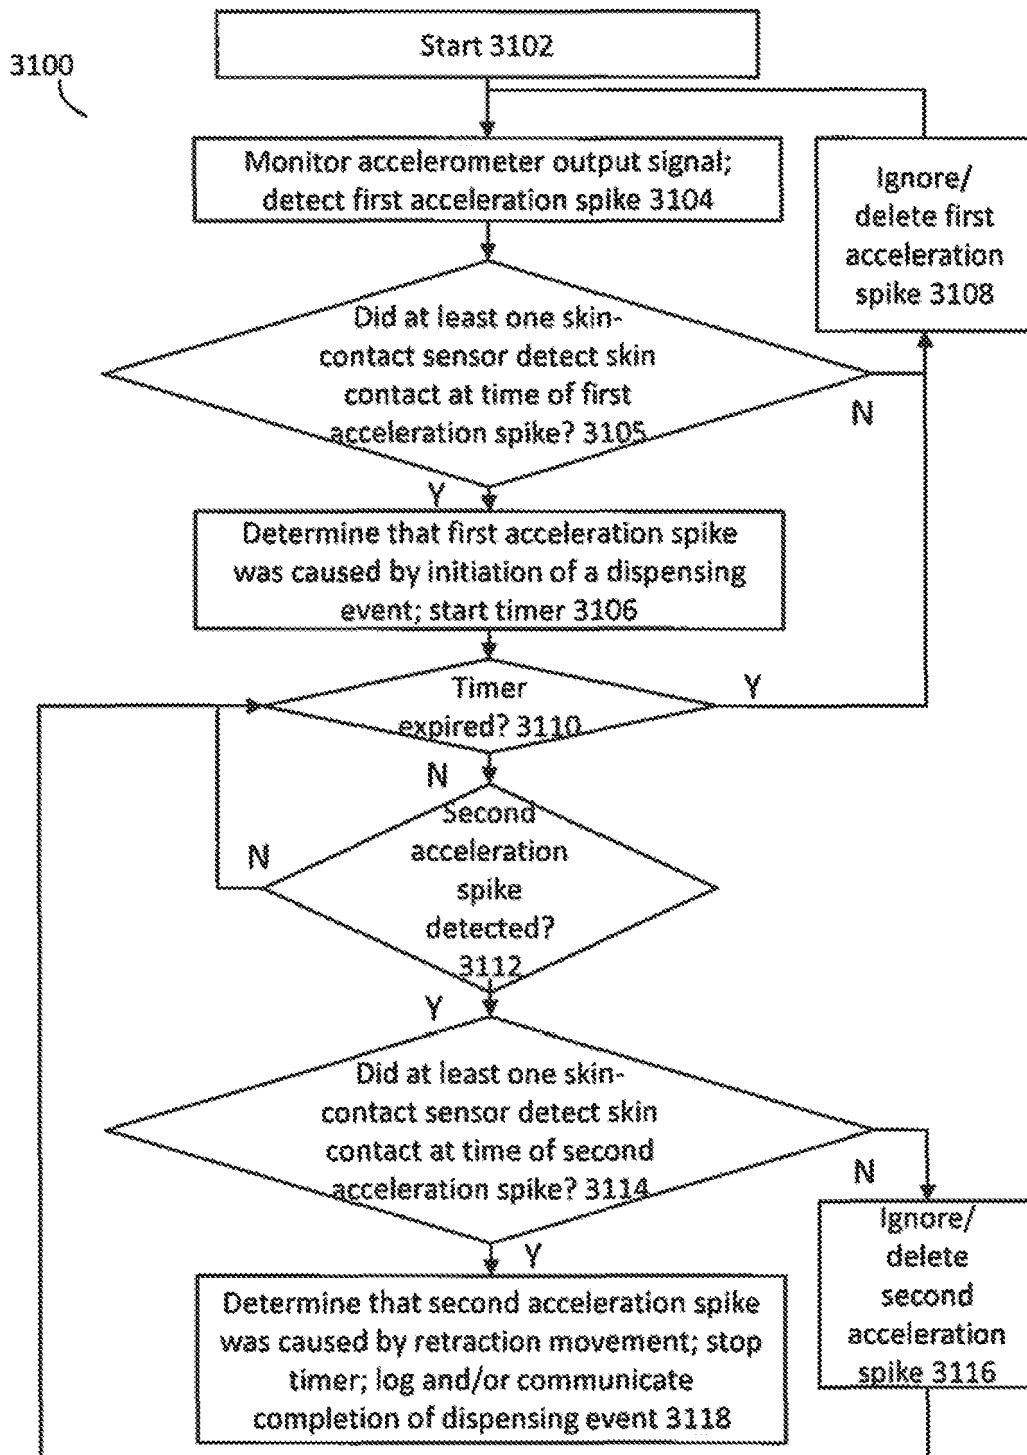 Start 3102
3100
Monitor accelerometer output signal;
detect first acceleration spike 3104
Ignore/
delete first
acceleration
spike 3108
Did at least one skin-
contact sensor detect skin
contact at time of first
acceleration spike? 3105
N
Y
Determine that first acceleration spike
was caused by initiation of a dispensing
event; start timer 3106
Timer
expired? 3110
Y
N
Second
acceleration
spike
detected?
3112
N
Y
Did at least one skin-
contact sensor detect skin
contact at time of second
acceleration spike? 3114
N
Y
Ignore/
delete
second
acceleration
spike 3116
Determine that second acceleration spike
was caused by retraction movement; stop
timer; log and/or communicate
completion of dispensing event 3118